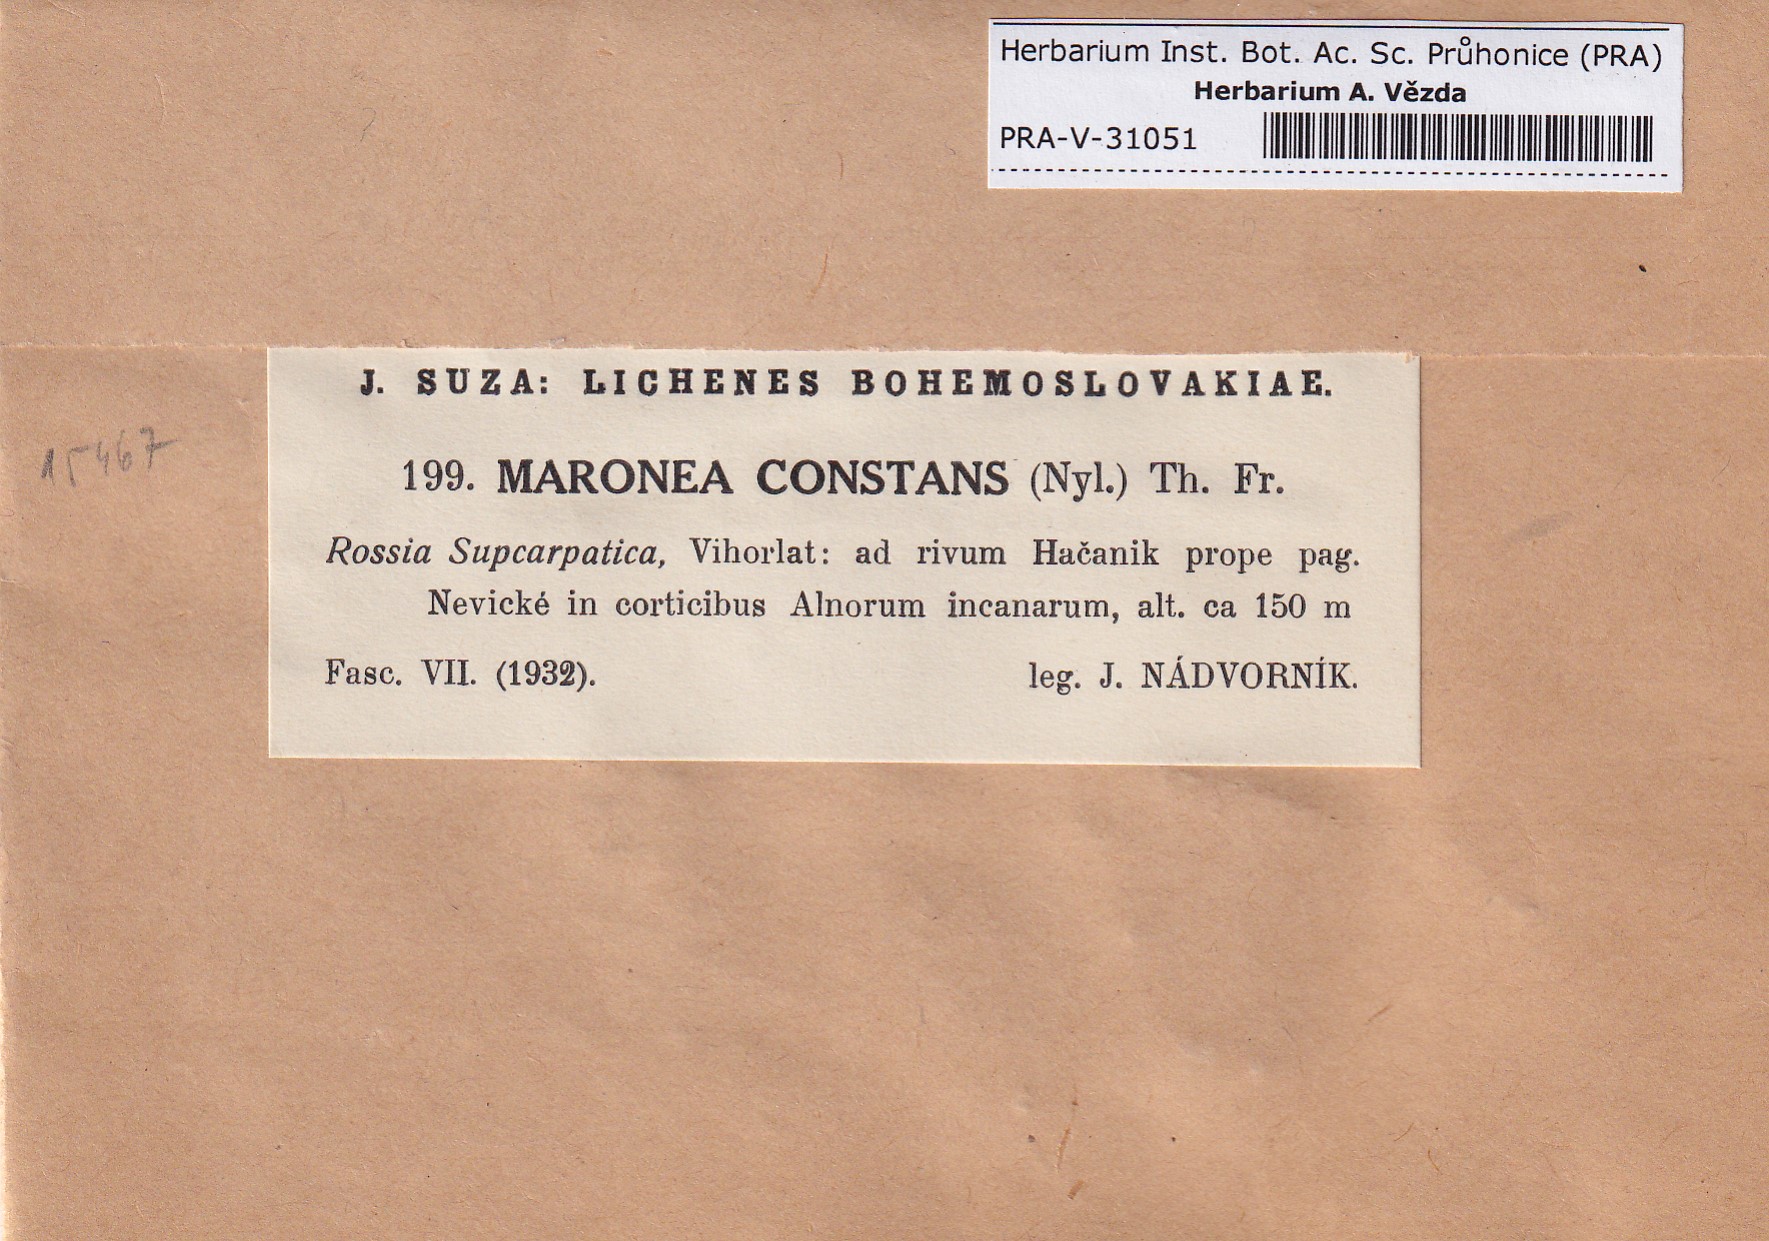 Herbarium Inst. Bot. Ac. Sc. Průhonice (PRA)
Herbarium A. Vězda
PRA-V-31051
J. SUZA: LICHENES BOHEMOSLOVAKIAE.
15467
199. MARONEA CONSTANS (Nyl.) Th. Fr.
Rossia Supcarpatica, Vihorlat: ad rivum Hačanik prope pag.
Nevické in corticibus Alnorum incanarum, alt. ca 150 m
Fasc. VII. (1932). leg. J. NÁDVORNÍK.